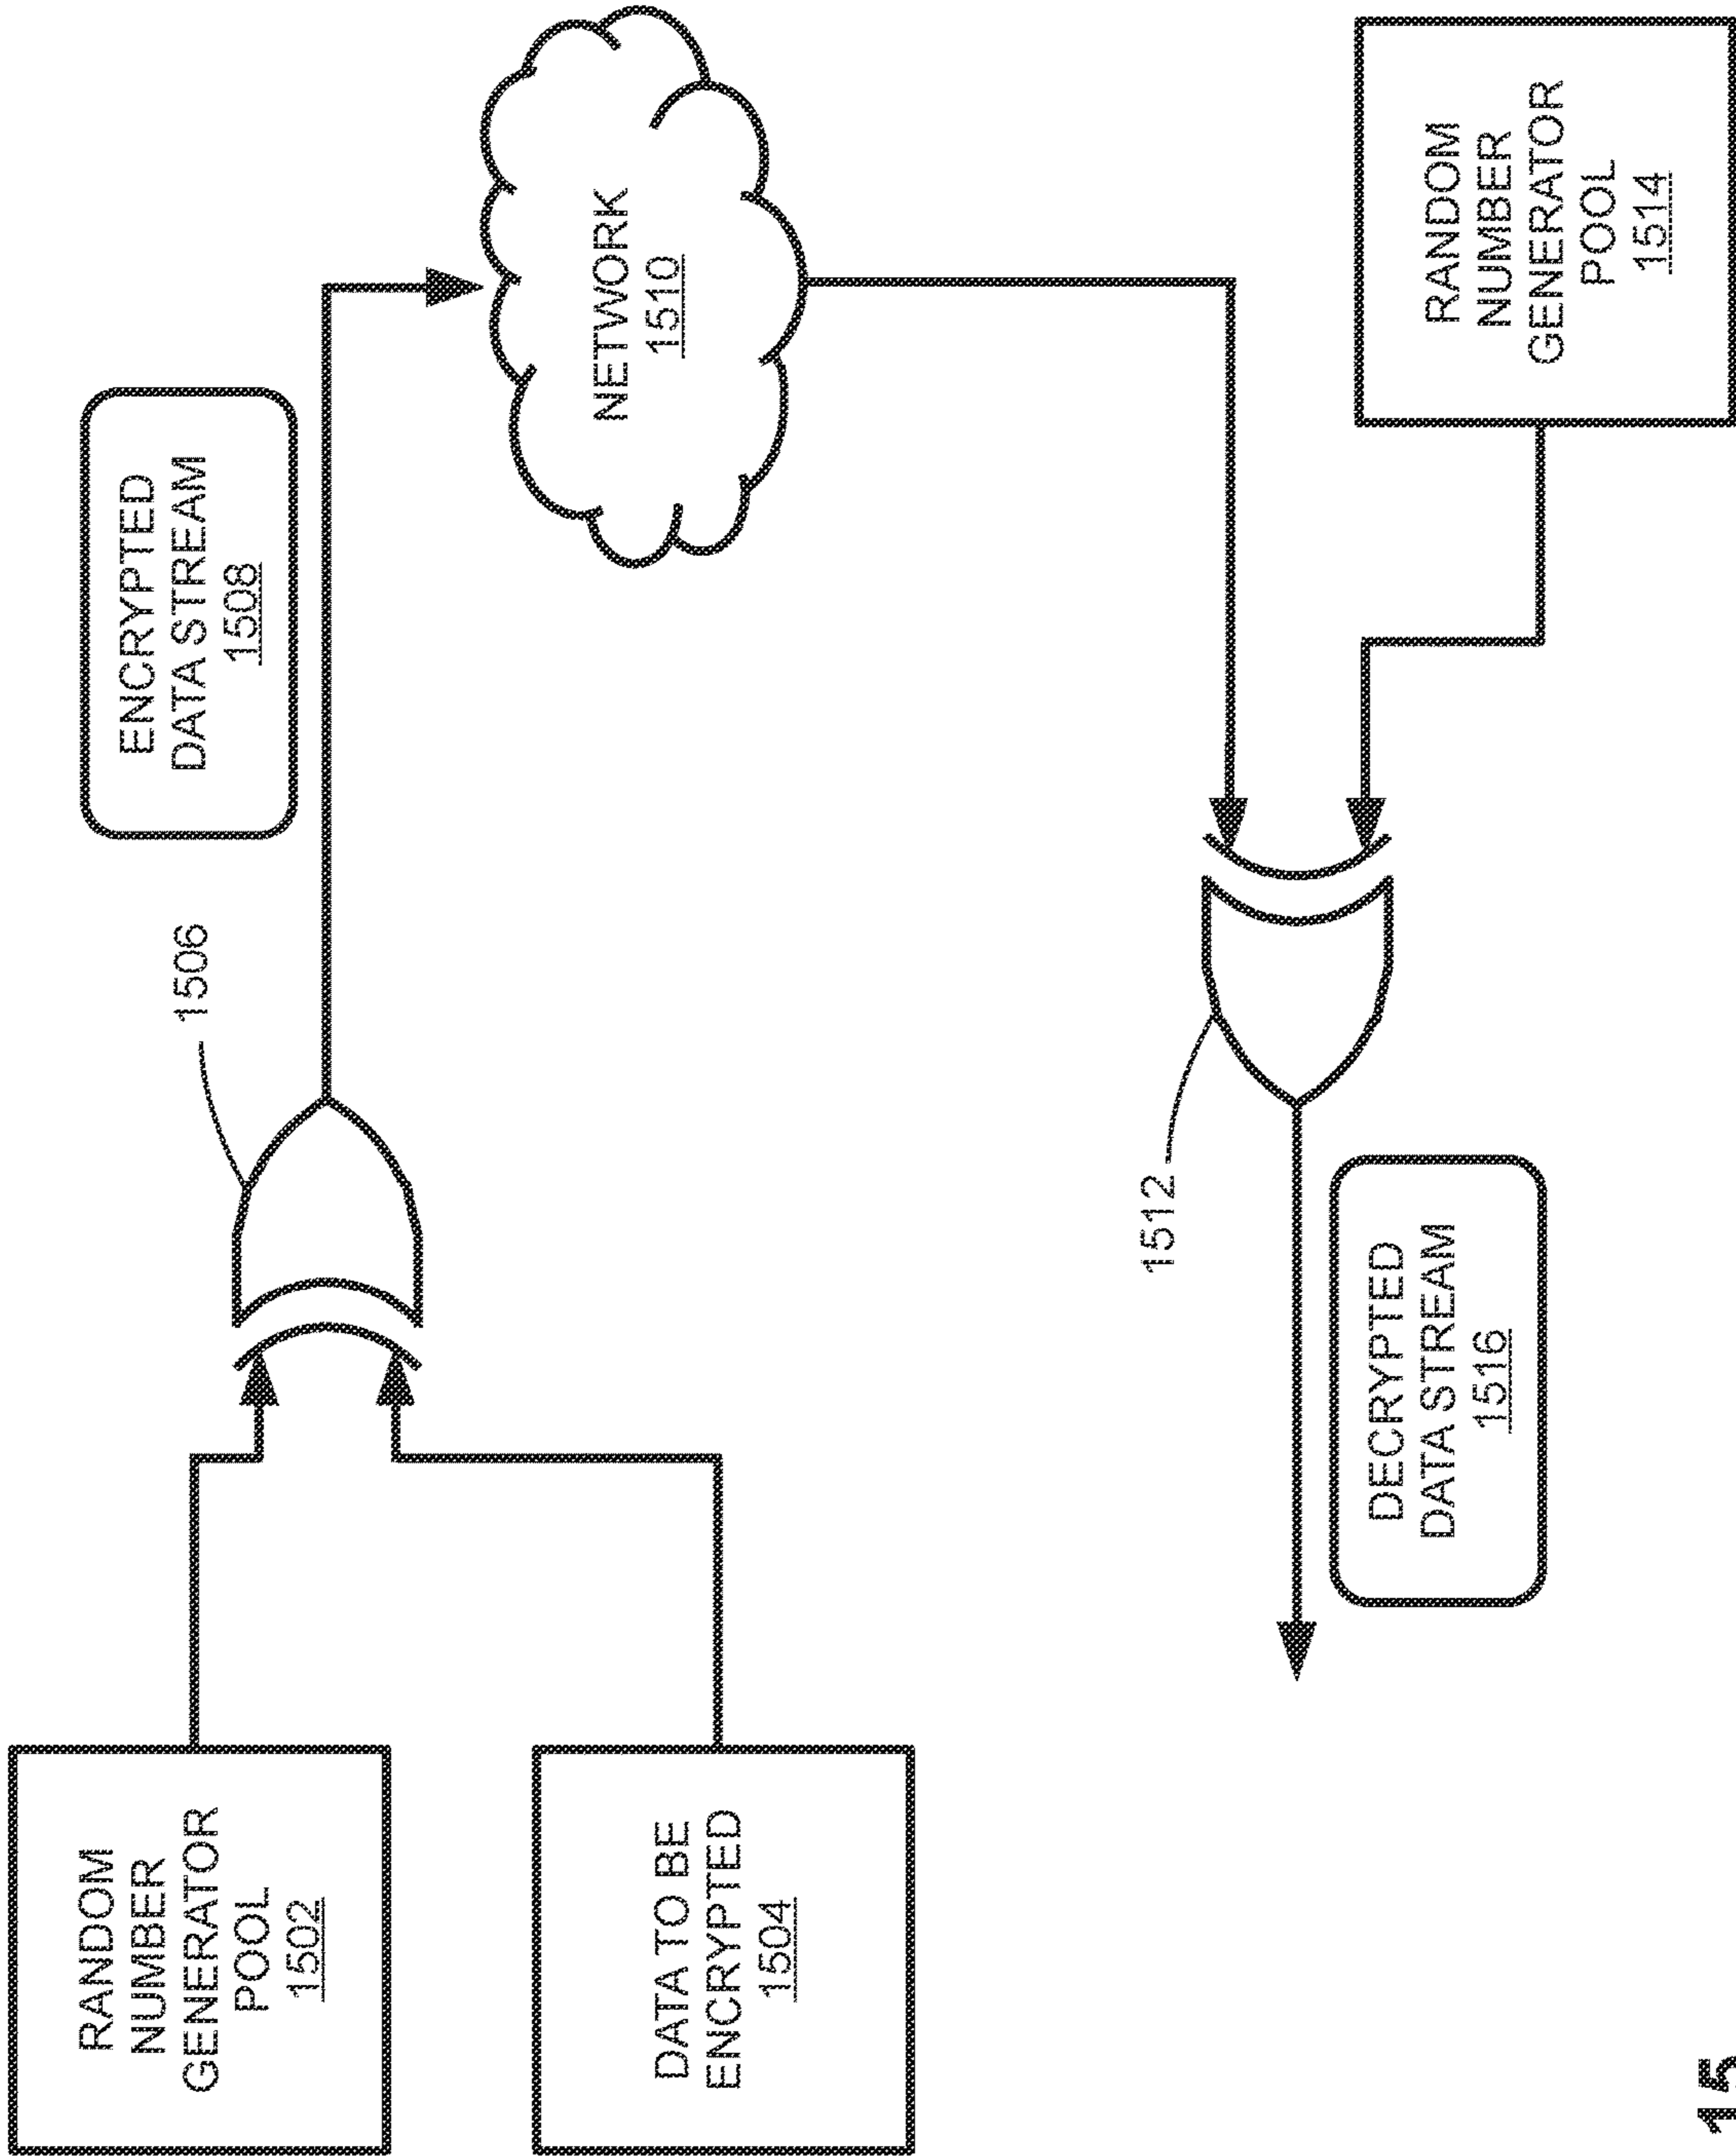 RANDOM
NUMBER
GENERATOR
POOL
1502
DATA TO BE
ENCRYPTED
1504
1506
ENCRYPTED
DATA STREAM
1508
NETWORK
1510
1512
RANDOM
NUMBER
GENERATOR
POOL
1514
DECRYPTED
DATA STREAM
1516
15